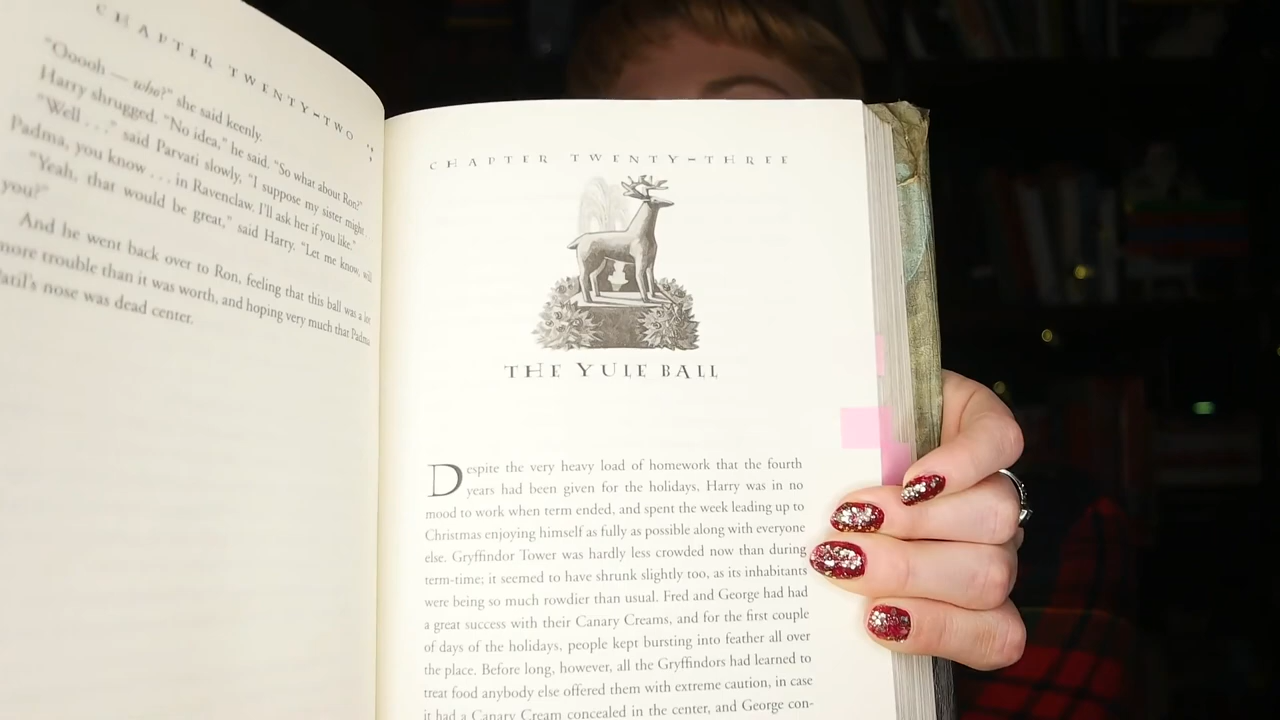 CHAPTER TWENTY-TWO
"Ooooh — who?" she said keenly.
Harry shrugged. "No idea," he said. "So what about Ron?"
"Well . . ." said Parvati slowly, "I suppose my sister might
Padma, you know . . . in Ravenclaw. I'll ask her if you like."
"Yeah, that would be great," said Harry. "Let me know, will
you?"
And he went back over to Ron, feeling that this ball was a lot
more trouble than it was worth, and hoping very much that Padma
Patil's nose was dead center.
CHAPTER TWENTY-THREE
THE YULE BALL
Despite the very heavy load of homework that the fourth
years had been given for the holidays. Harry was in no
mood to work when term ended, and spent the week leading up to
Christmas enjoying himself as fully as possible along with everyone
else. Gryffindor Tower was hardly less crowded now than during
term-time; it seemed to have shrunk slightly too, as its inhabitants
were being so much rowdier than usual. Fred and George had had
a great success with their Canary Creams, and for the first couple
of days of the holidays, people kept bursting into feather all over
the place. Before long, however, all the Gryffindors had learned to
treat food anybody else offered them with extreme caution, in case
it had a Canary Cream concealed in the center, and George con-